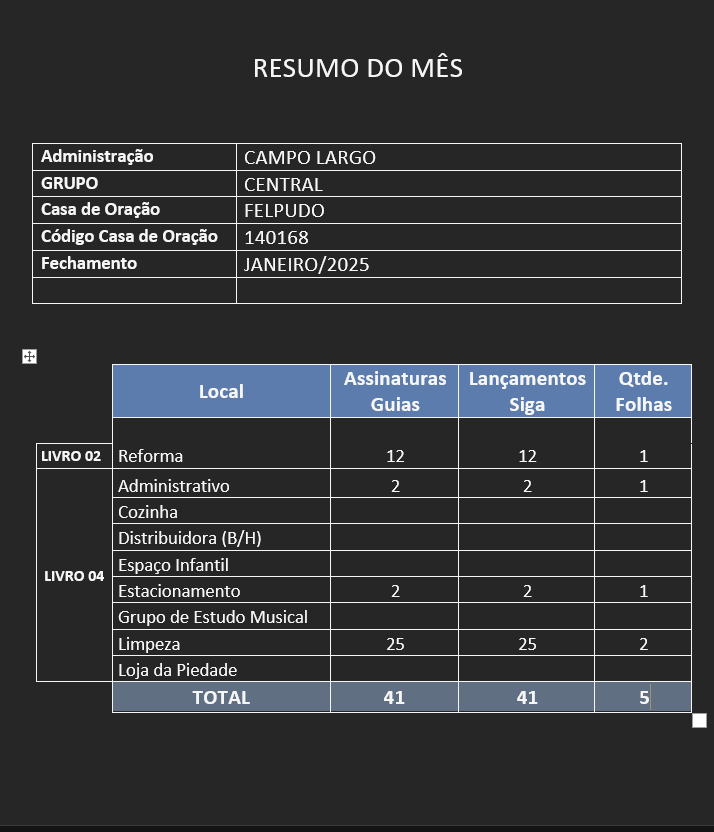 RESUMO DO MÊS
Administração CAMPO LARGO
GRUPO CENTRAL
Casa de Oração FELPUDO
Código Casa de Oração 140168
Fechamento JANEIRO/2025
Local Assinaturas Guias Lançamentos Siga Qtde. Folhas
LIVRO 02 Reforma 12 12 1
LIVRO 04
Administrativo 2 2 1
Cozinha
Distribuidora (B/H)
Espaço Infantil
Estacionamento 2 2 1
Grupo de Estudo Musical
Limpeza 25 25 2
Loja da Piedade
TOTAL 41 41 5